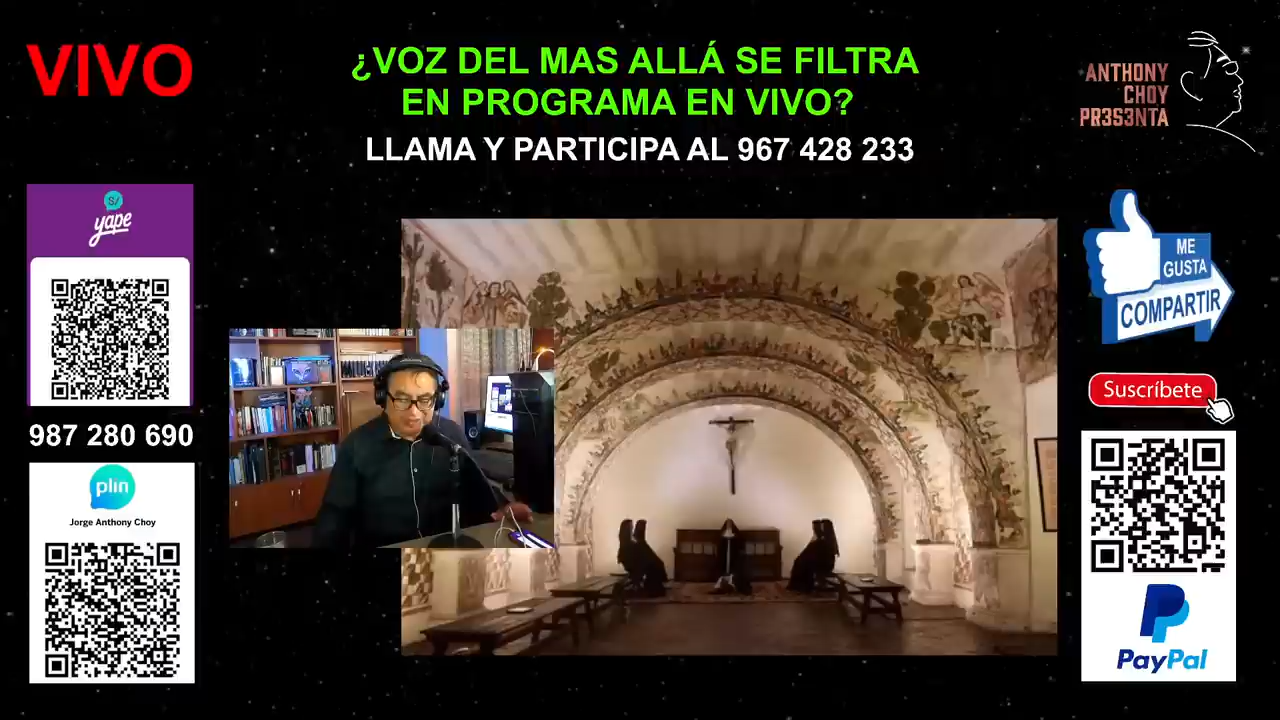 VIVO
¿VOZ DEL MAS ALLÁ SE FILTRA
EN PROGRAMA EN VIVO?
LLAMA Y PARTICIPA AL 967 428 233
ANTHONY
CHOY
PR3S3NTA
S/
yape
987 280 690
plin
Jorge Anthony Choy
ME
GUSTA
COMPARTIR
Suscríbete
PayPal